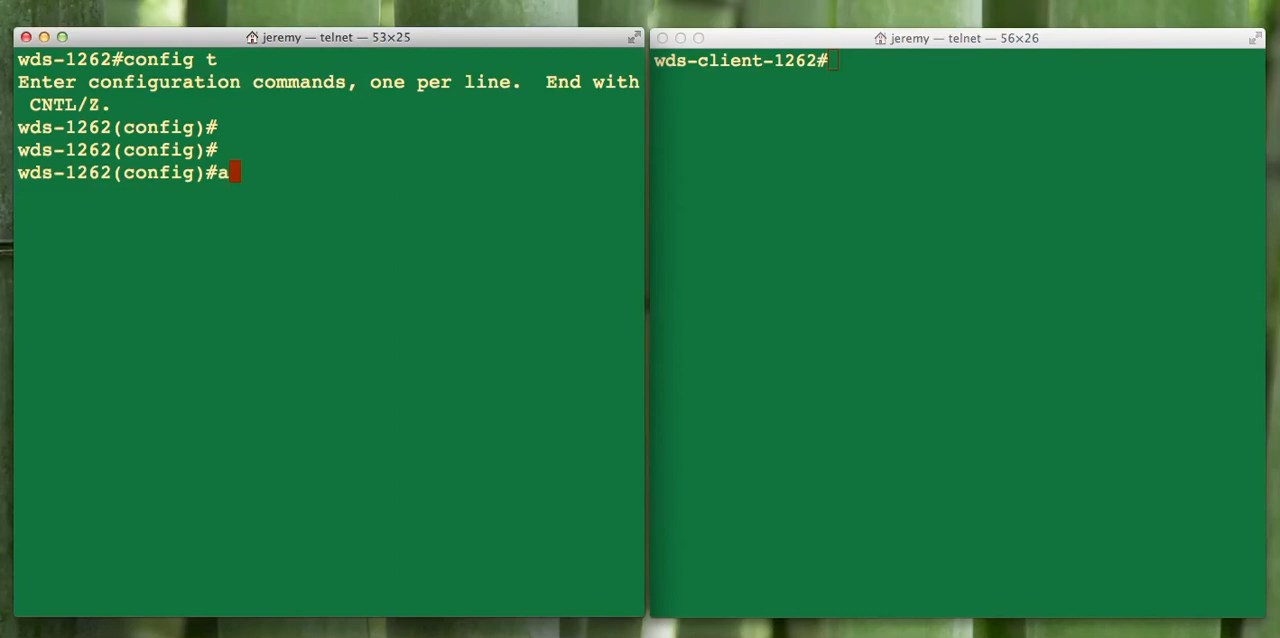 jeremy — telnet — 53×25
wds-1262#config t
Enter configuration commands, one per line.  End with
 CNTL/Z.
wds-1262(config)#
wds-1262(config)#
wds-1262(config)#a
jeremy — telnet — 56×26
wds-client-1262#